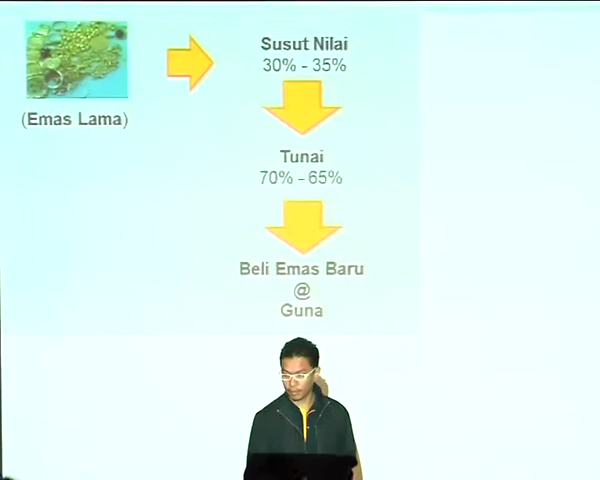 Susut Nilai
30% - 35%
(Emas Lama)
Tunai
70% - 65%
Beli Emas Baru
@
Guna